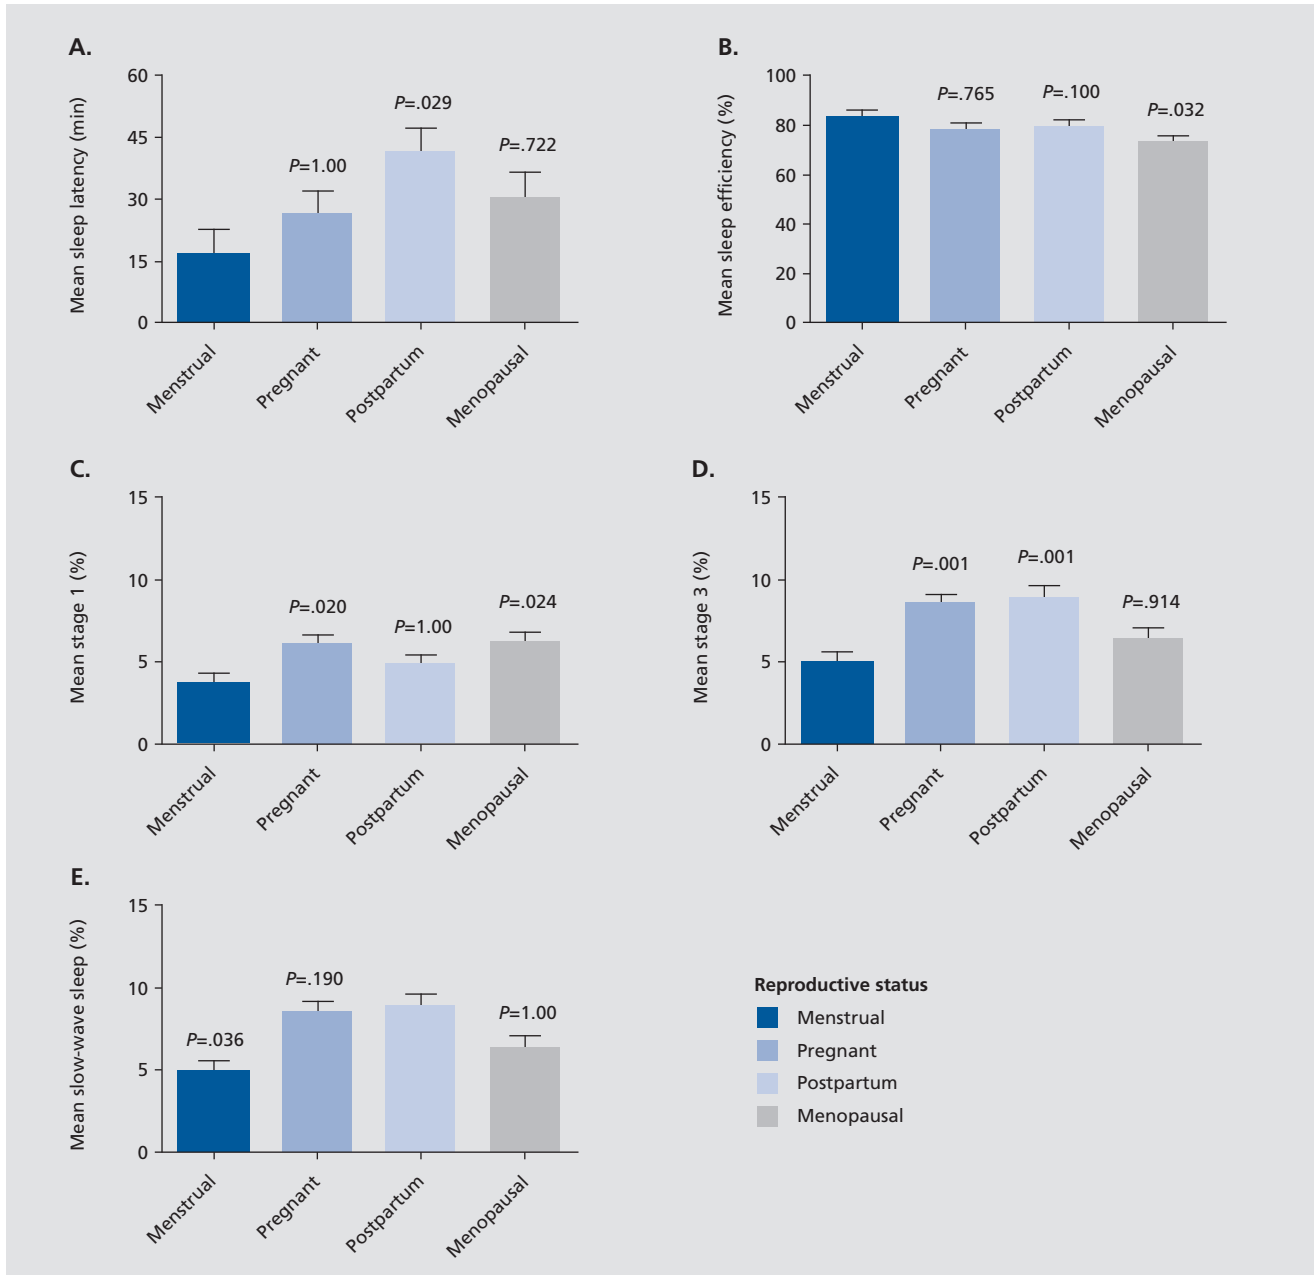 A.
Mean sleep latency (min)
60
45
30
15
0
P=1.00
P=.029
P=.722
Menstrual
Pregnant
Postpartum
Menopausal
B.
Mean sleep efficiency (%)
100
80
60
40
20
0
P=.765
P=.100
P=.032
Menstrual
Pregnant
Postpartum
Menopausal
C.
Mean stage 1 (%)
15
10
5
0
P=.020
P=1.00
P=.024
Menstrual
Pregnant
Postpartum
Menopausal
D.
Mean stage 3 (%)
15
10
5
0
P=.001
P=.001
P=.914
Menstrual
Pregnant
Postpartum
Menopausal
E.
Mean slow-wave sleep (%)
15
10
5
0
P=.036
P=.190
P=1.00
Menstrual
Pregnant
Postpartum
Menopausal
Reproductive status
Menstrual
Pregnant
Postpartum
Menopausal